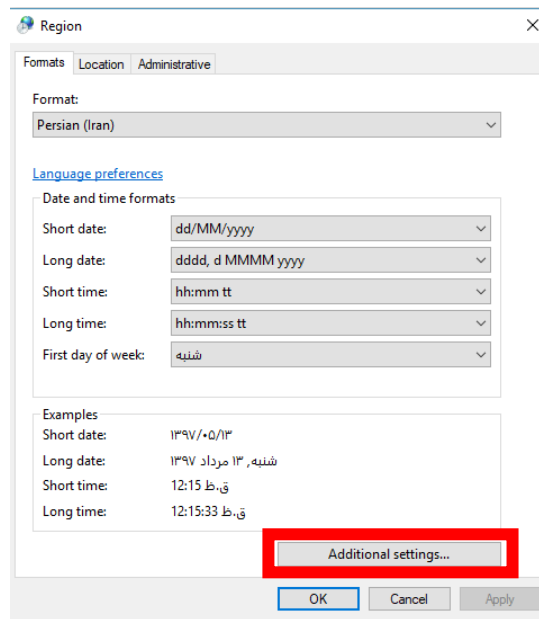 Region
Formats Location Administrative
Format:
Persian (Iran)
Language preferences
Date and time formats
Short date: dd/MM/yyyy
Long date: dddd, d MMMM yyyy
Short time: hh:mm tt
Long time: hh:mm:ss tt
First day of week: شنبه
Examples
Short date: ۱۳۹۷/۰۵/۱۳
Long date: شنبه, ۱۳ مرداد ۱۳۹۷
Short time: 12:15 ق.ظ
Long time: 12:15:33 ق.ظ
Additional settings...
OK Cancel Apply